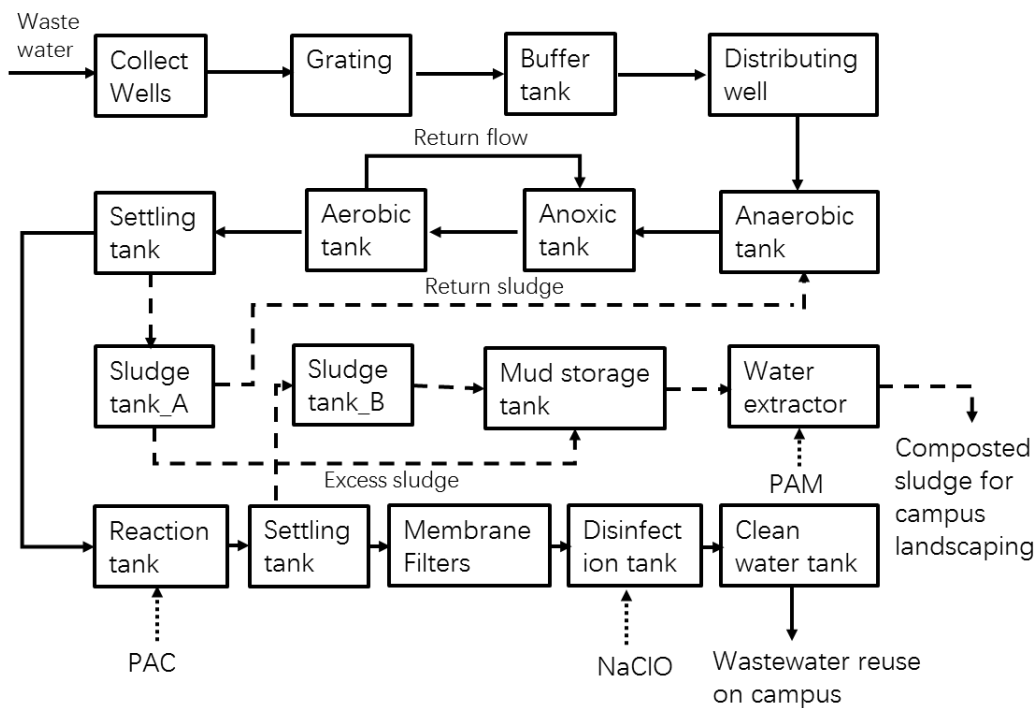 Waste
water
Collect
Wells
Grating
Buffer
tank
Distributing
well
Return flow
Settling
tank
Aerobic
tank
Anoxic
tank
Anaerobic
tank
Return sludge
Sludge
tank_A
Sludge
tank_B
Mud storage
tank
Water
extractor
Excess sludge
PAM
Composted
sludge for
campus
landscaping
Reaction
tank
Settling
tank
Membrane
Filters
Disinfect
ion tank
Clean
water tank
PAC
NaClO
Wastewater reuse
on campus